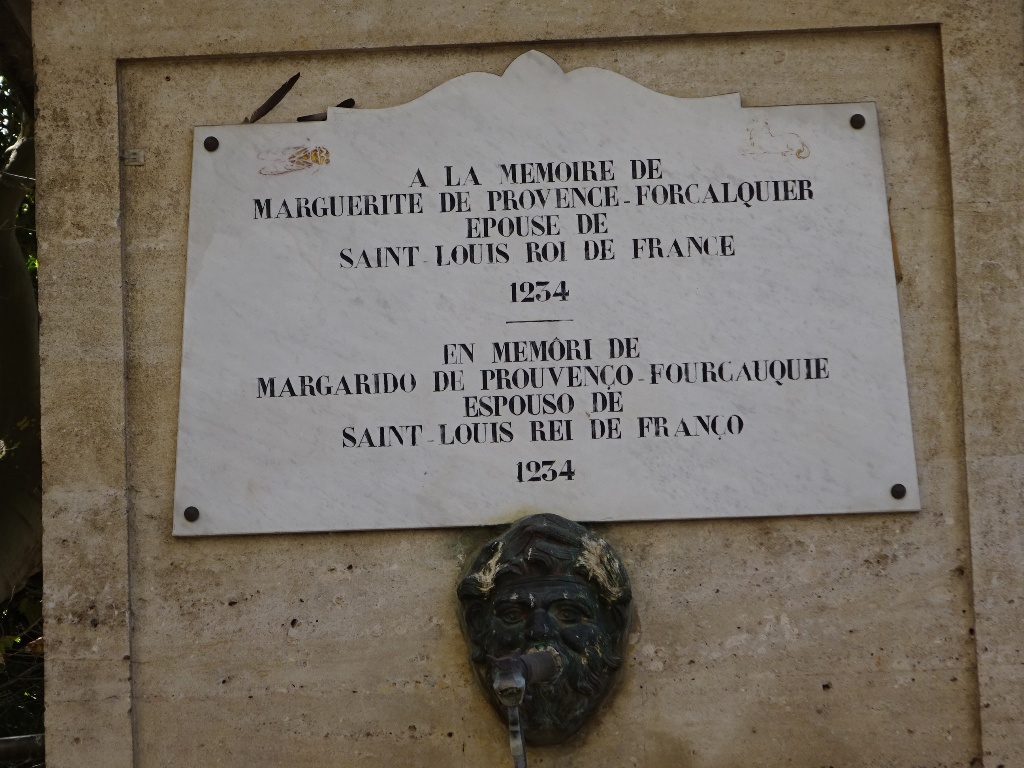 A LA MEMOIRE DE
MARGUERITE DE PROVENCE-FORCALQUIER
EPOUSE DE
SAINT-LOUIS ROI DE FRANCE
1234
EN MEMÔRI DE
MARGARIDO DE PROUVENÇO-FOURCAUQUIE
ESPOUSO DE
SAINT-LOUIS REI DE FRANÇO
1234